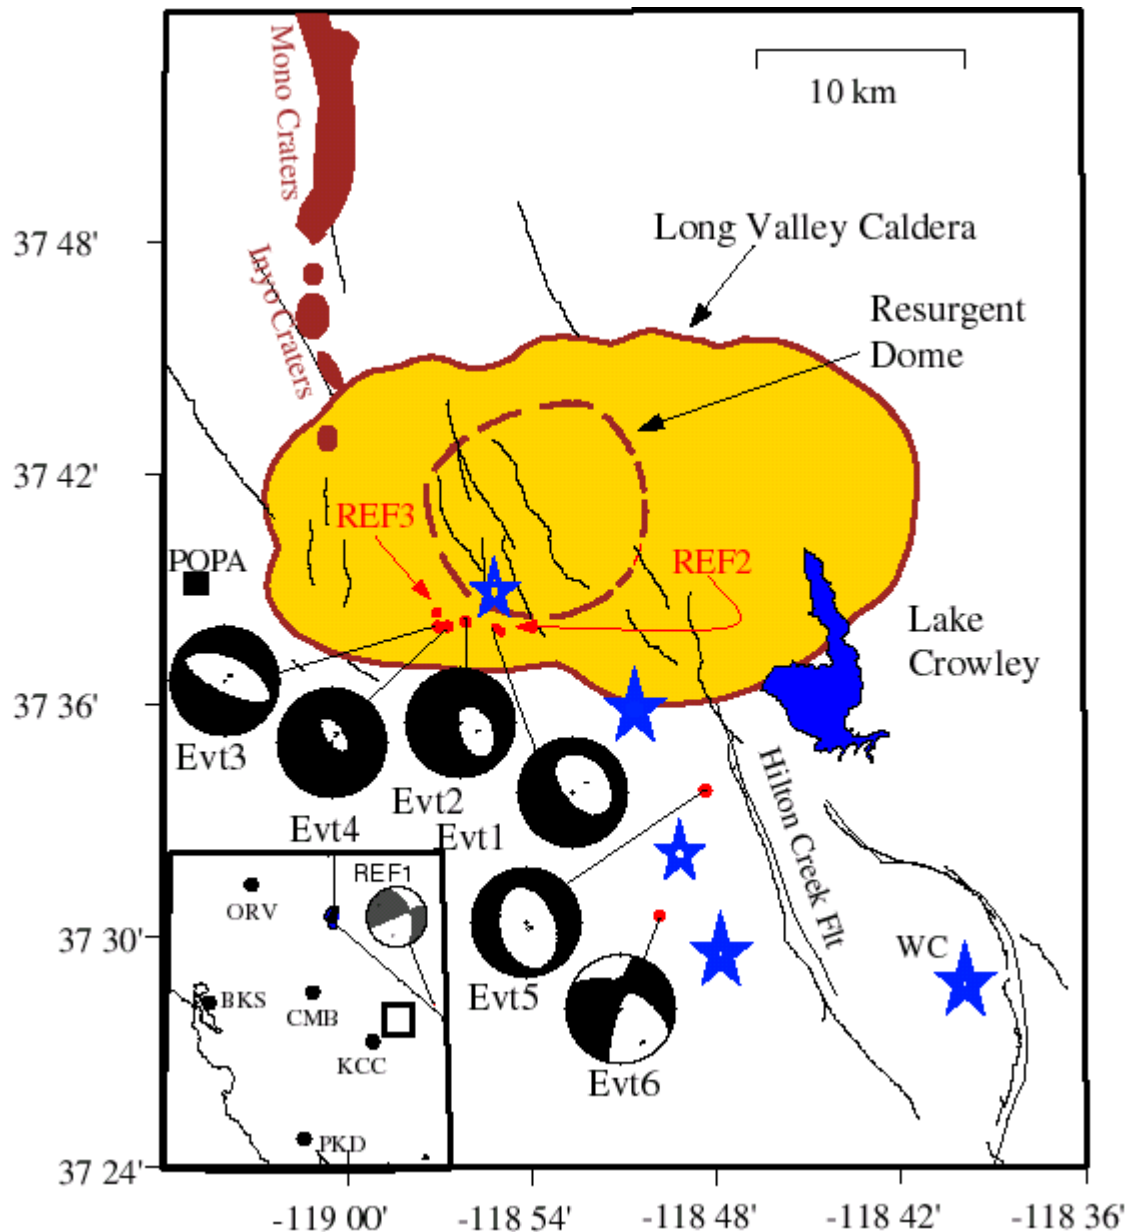 Mono Craters
10 km
37 48'
Long Valley Caldera
Inyo Craters
Resurgent
Dome
37 42'
REF3
POPA
REF2
Lake
Crowley
37 36'
Evt3
Evt2
Evt4
Evt1
Hilton Creek Flt
REF1
ORV
37 30'
WC
Evt5
BKS
CMB
KCC
Evt6
PKD
37 24'
-119 00'
-118 54'
-118 48'
-118 42'
-118 36'